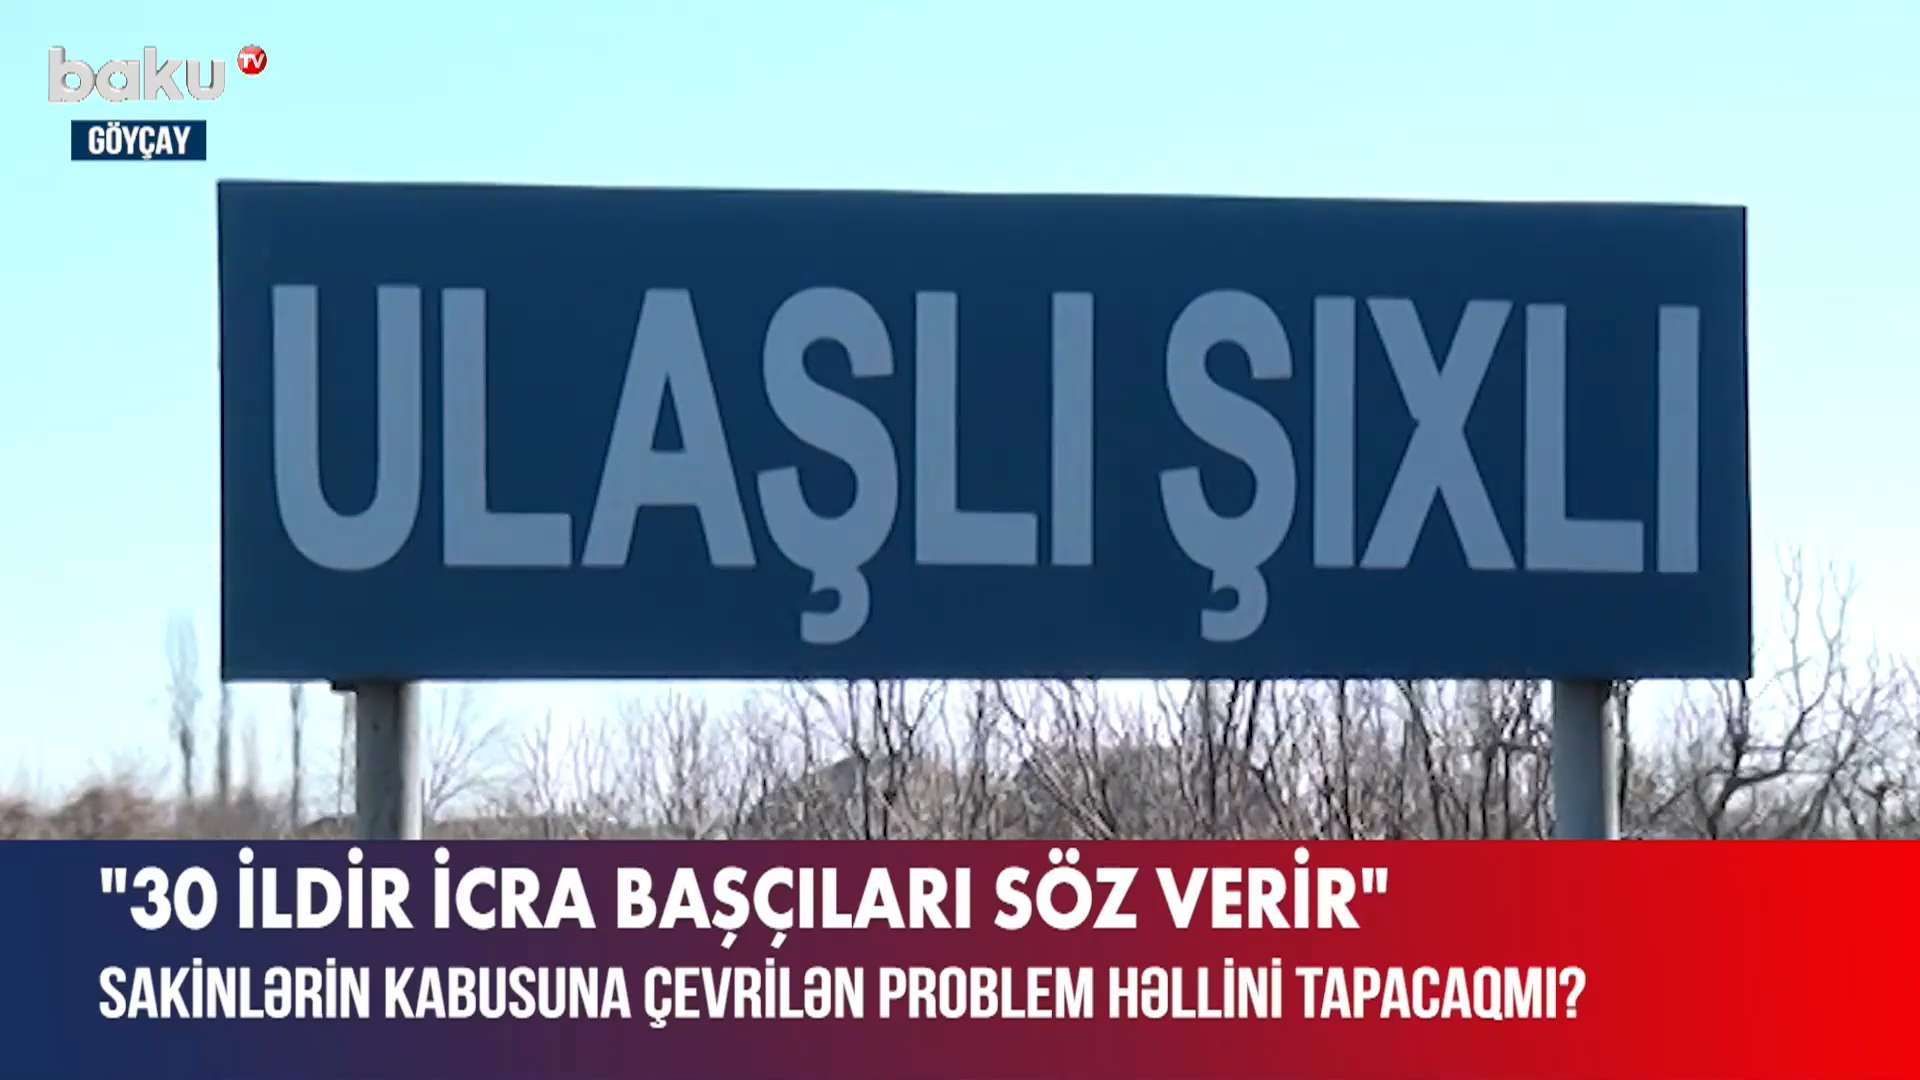 baku TV
GÖYÇAY
ULAŞLI ŞIXLI
"30 İLDİR İCRA BAŞÇILARI SÖZ VERİR"
SAKİNLƏRİN KABUSUNA ÇEVRİLƏN PROBLEM HƏLLİNİ TAPACAQMI?